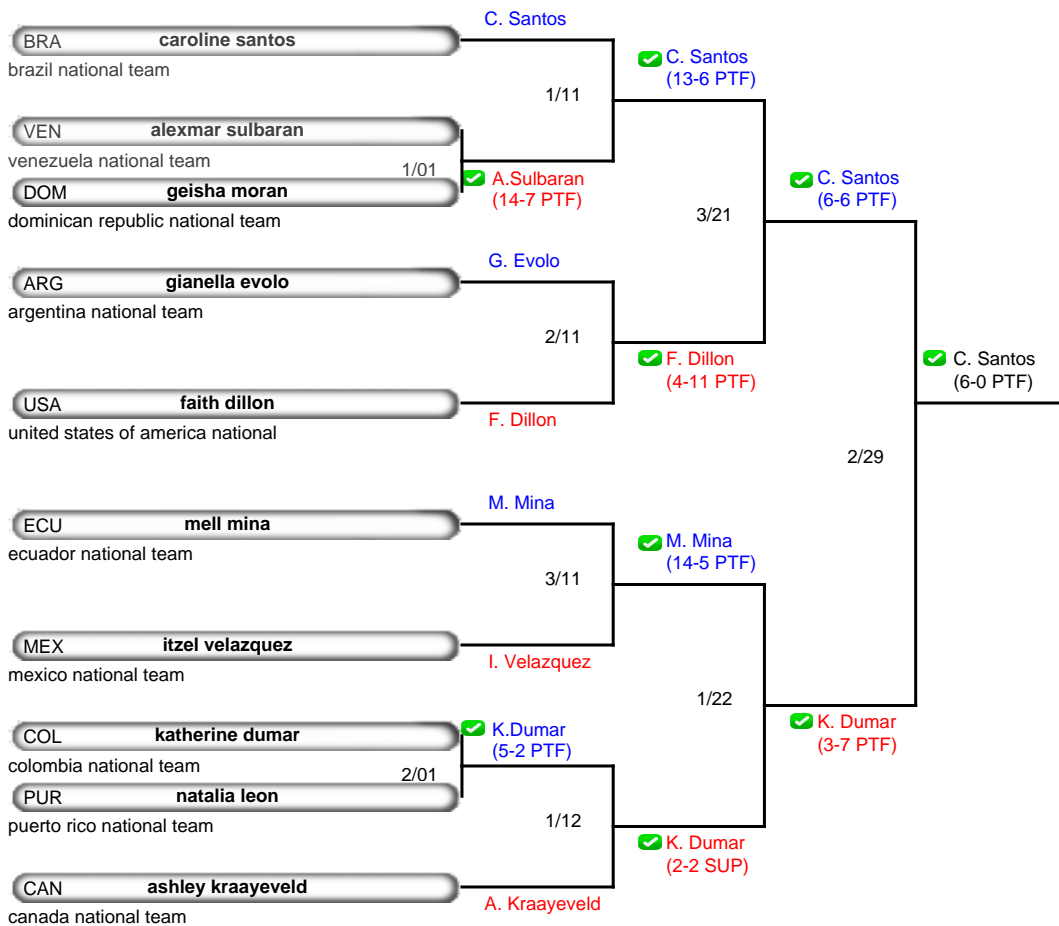 C. Santos
BRA caroline santos
brazil national team
C. Santos
(13-6 PTF)
1/11
VEN alexmar sulbaran
venezuela national team
1/01
A.Sulbaran
(14-7 PTF)
DOM geisha moran
dominican republic national team
C. Santos
(6-6 PTF)
3/21
G. Evolo
ARG gianella evolo
argentina national team
2/11
F. Dillon
(4-11 PTF)
C. Santos
(6-0 PTF)
USA faith dillon
united states of america national
F. Dillon
2/29
M. Mina
ECU mell mina
ecuador national team
M. Mina
(14-5 PTF)
3/11
MEX itzel velazquez
mexico national team
I. Velazquez
1/22
K. Dumar
(3-7 PTF)
COL katherine dumar
colombia national team
K.Dumar
(5-2 PTF)
2/01
PUR natalia leon
puerto rico national team
1/12
K. Dumar
(2-2 SUP)
CAN ashley kraayeveld
canada national team
A. Kraayeveld